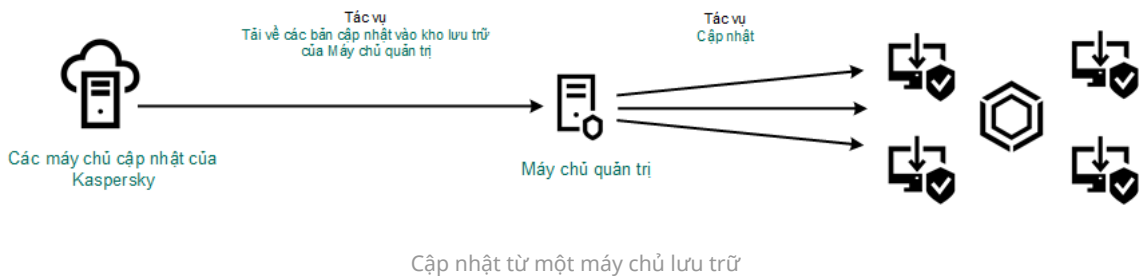 Tác vụ
Tải về các bản cập nhật vào kho lưu trữ
của Máy chủ quản trị
Tác vụ
Cập nhật
Các máy chủ cập nhật của
Kaspersky
Máy chủ quản trị
Cập nhật từ một máy chủ lưu trữ